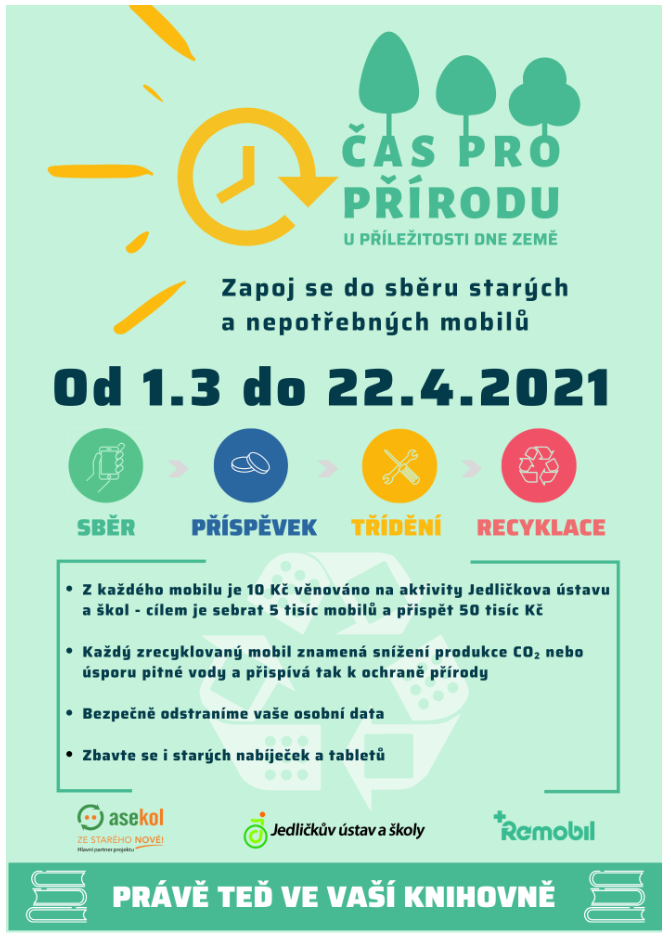 ČAS PRO
PŘÍRODU
U PŘÍLEŽITOSTI DNE ZEMĚ
Zapoj se do sběru starých
a nepotřebných mobilů
Od 1.3 do 22.4.2021
SBĚR
PŘÍSPĚVEK
TŘÍDĚNÍ
RECYKLACE
• Z každého mobilu je 10 Kč věnováno na aktivity Jedličkova ústavu
a škol - cílem je sebrat 5 tisíc mobilů a přispět 50 tisíc Kč
• Každý zrecyklovaný mobil znamená snížení produkce CO₂ nebo
úsporu pitné vody a přispívá tak k ochraně přírody
• Bezpečně odstraníme vaše osobní data
• Zbavte se i starých nabíječek a tabletů
asekol
ZE STARÉHO NOVÉ!
Hlavní partner projektu
Jedličkův ústav a školy
Remobil
PRÁVĚ TEĎ VE VAŠÍ KNIHOVNĚ